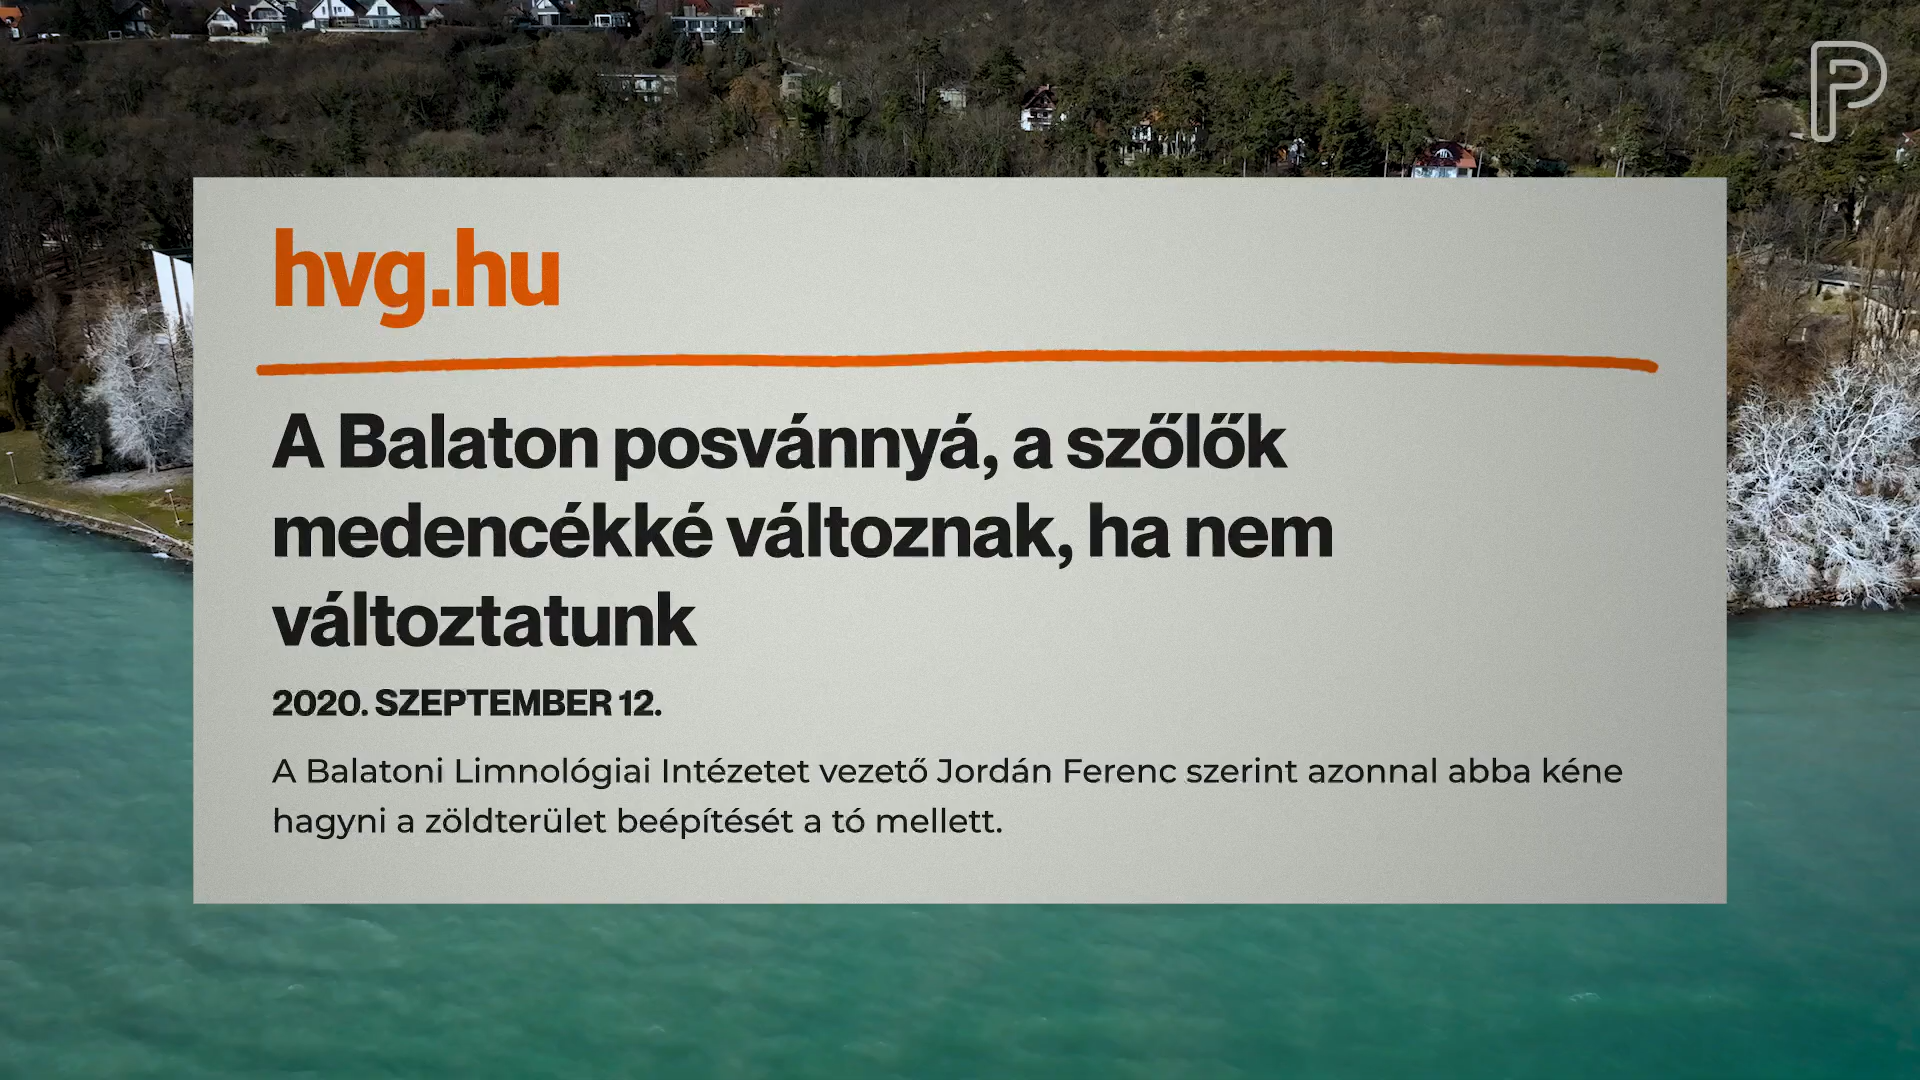 hvg.hu
A Balaton posvánnyá, a szőlők
medencékké változnak, ha nem
változtatunk
2020. SZEPTEMBER 12.
A Balatoni Limnológiai Intézetet vezető Jordán Ferenc szerint azonnal abba kéne
hagyni a zöldterület beépítését a tó mellett.
P